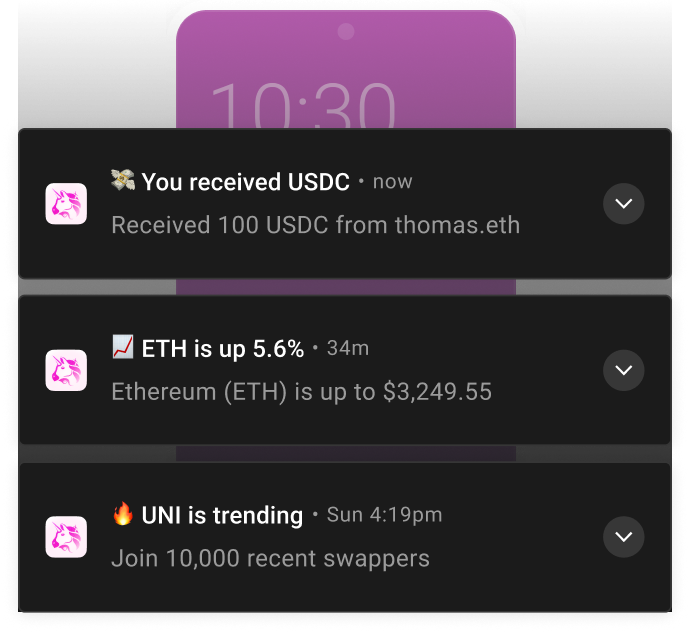 10:30
💸 You received USDC • now
Received 100 USDC from thomas.eth
📈 ETH is up 5.6% • 34m
Ethereum (ETH) is up to $3,249.55
🔥 UNI is trending • Sun 4:19pm
Join 10,000 recent swappers